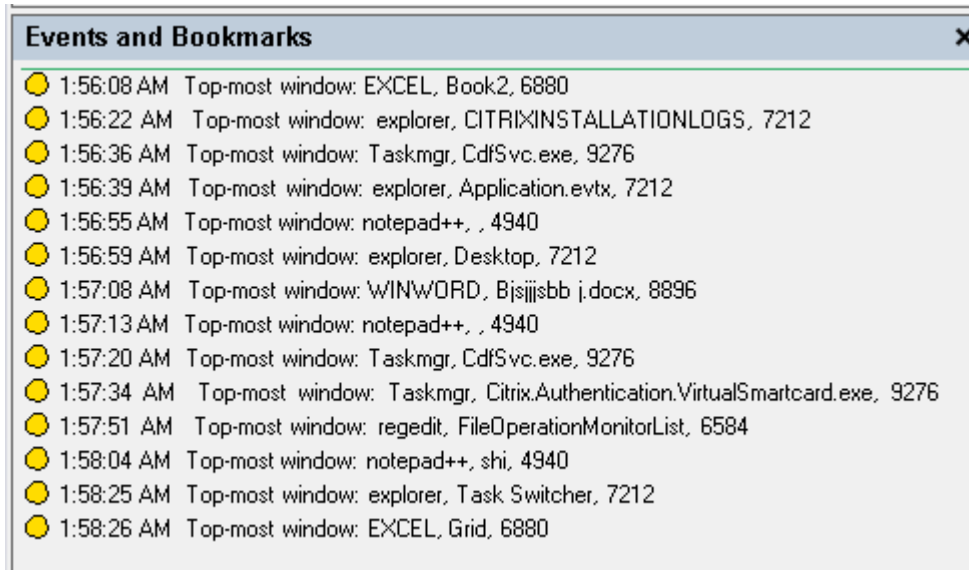 Events and Bookmarks
1:56:08 AM Top-most window: EXCEL, Book2, 6880
1:56:22 AM Top-most window: explorer, CITRIXINSTALLATIONLOGS, 7212
1:56:36 AM Top-most window: Taskmgr, CdfSvc.exe, 9276
1:56:39 AM Top-most window: explorer, Application.evtx, 7212
1:56:55 AM Top-most window: notepad++, , 4940
1:56:59 AM Top-most window: explorer, Desktop, 7212
1:57:08 AM Top-most window: WINWORD, Bjsjjjsbb j.docx, 8896
1:57:13 AM Top-most window: notepad++, , 4940
1:57:20 AM Top-most window: Taskmgr, CdfSvc.exe, 9276
1:57:34 AM Top-most window: Taskmgr, Citrix.Authentication.VirtualSmartcard.exe, 9276
1:57:51 AM Top-most window: regedit, FileOperationMonitorList, 6584
1:58:04 AM Top-most window: notepad++, shi, 4940
1:58:25 AM Top-most window: explorer, Task Switcher, 7212
1:58:26 AM Top-most window: EXCEL, Grid, 6880